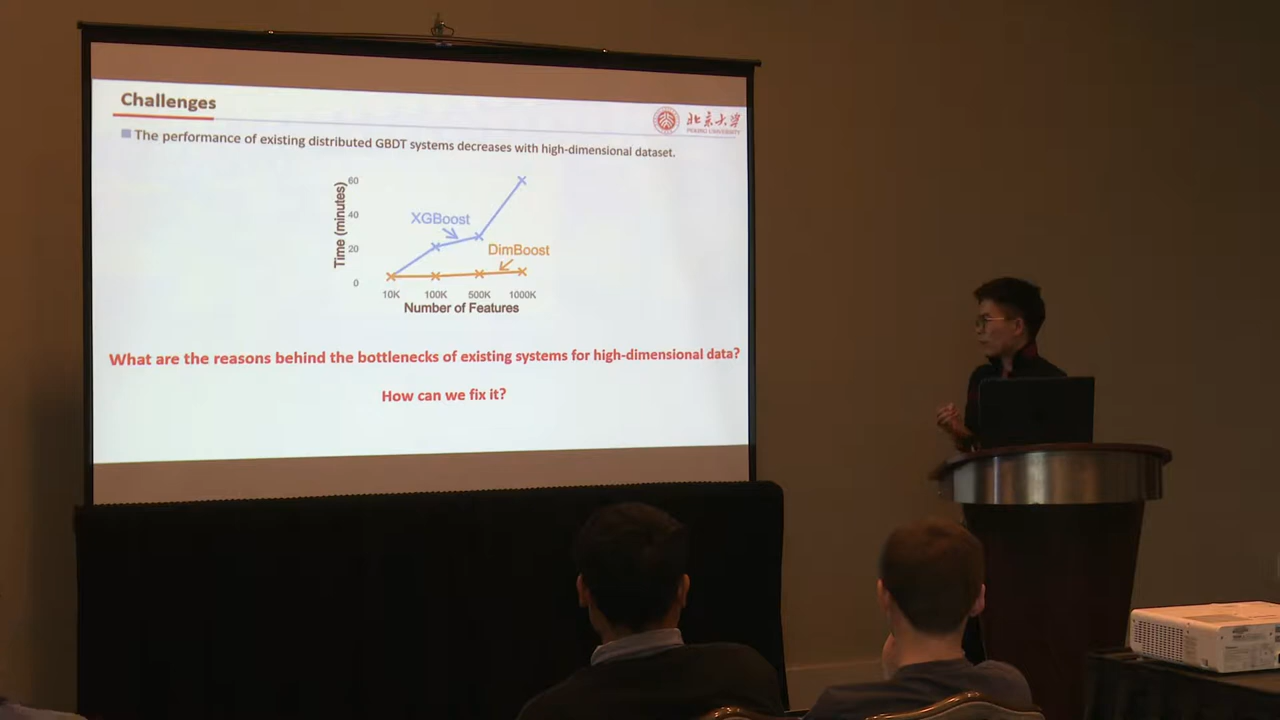 Challenges
北京大学
PEKING UNIVERSITY
The performance of existing distributed GBDT systems decreases with high-dimensional dataset.
Time (minutes)
60
40
20
0
XGBoost
DimBoost
10K 100K 500K 1000K
Number of Features
What are the reasons behind the bottlenecks of existing systems for high-dimensional data?
How can we fix it?